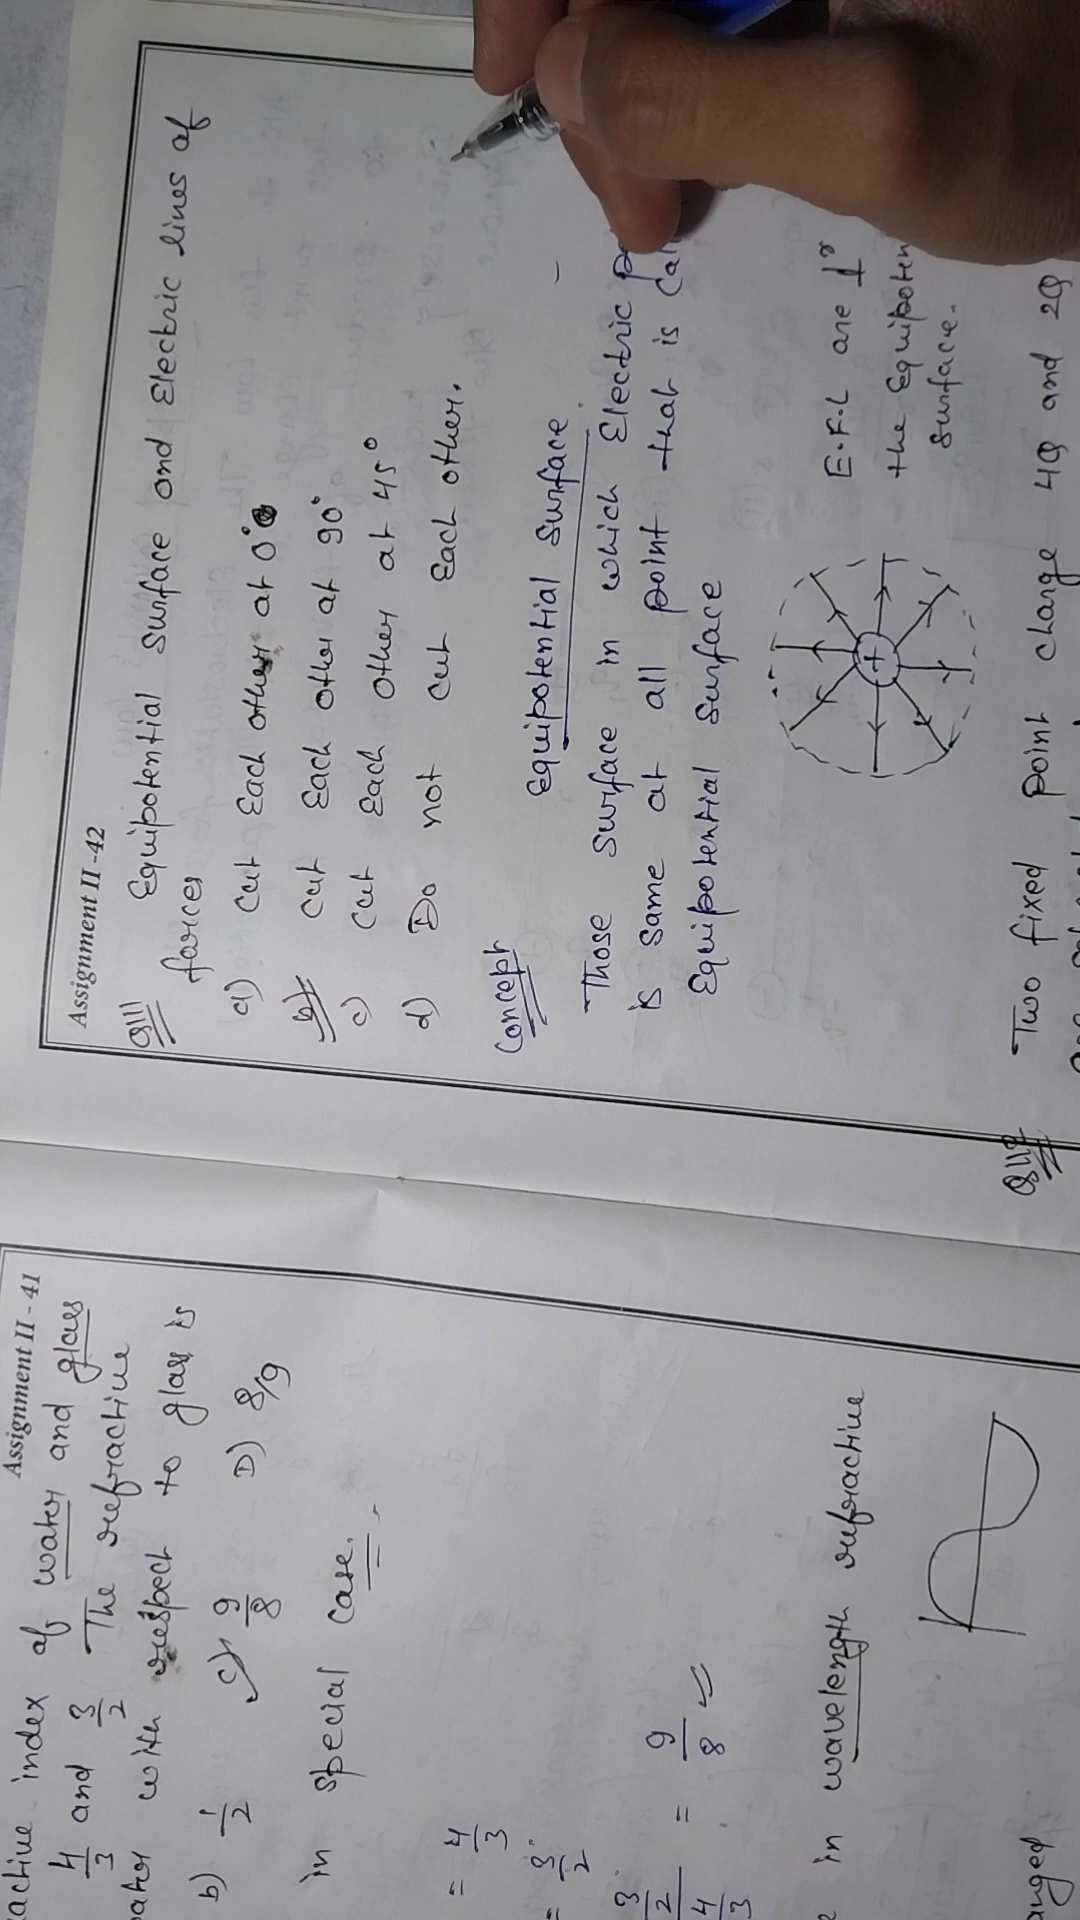 Assignment II - 41
index of water and glass
4/3 and 3/2 The refractive
with respect to glass is
b) 1/2 c) 9/8 D) 8/9
in special case.
= 4/3
= 3/2
3/2 / 4/3 = 9/8
in wavelength refractive
Assignment II -42
Q111 Equipotential Surface and Electric lines of
forces
a) cut Each other at 0°
b) cut Each other at 90°
c) cut Each other at 45°
d) Do not cut Each other.
Concept
Equipotential Surface -
Those Surface in which Electric
is same at all point that is
Equipotential Surface
+
E.F.L are ⊥r
the Equipoten
Surface.
Q112 Two fixed point charge 4Q and 2Q